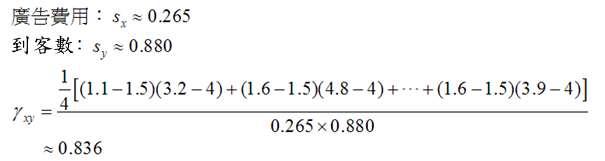 廣告費用：s_x ≈ 0.265
到客數：s_y ≈ 0.880
γ_xy = \frac{\frac{1}{4}[(1.1−1.5)(3.2−4)+(1.6−1.5)(4.8−4)+⋯+(1.6−1.5)(3.9−4)]}{0.265×0.880}
≈ 0.836